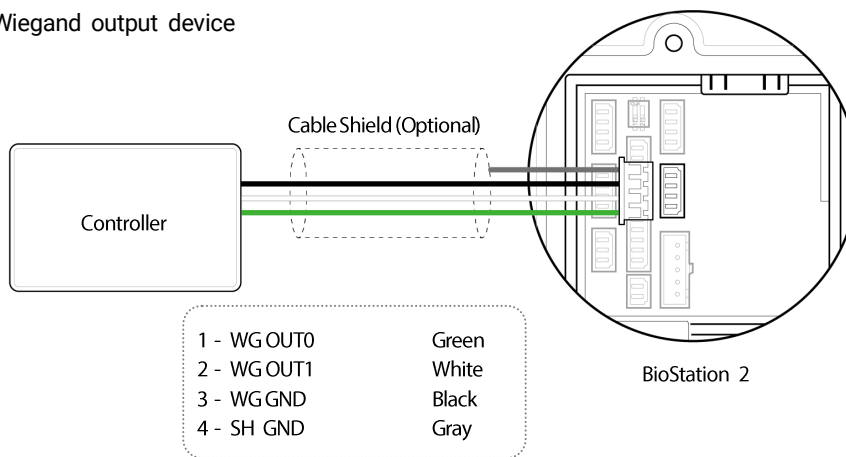 Wiegand output device
Cable Shield (Optional)
Controller
1 - WG OUT0 Green
2 - WG OUT1 White
3 - WG GND Black
4 - SH GND Gray
BioStation 2